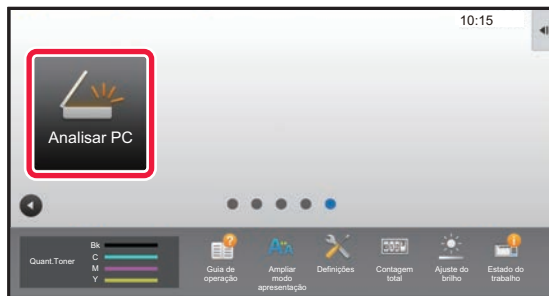 10:15
Analisar PC
Quant.Toner
Bk
C
M
Y
Guia de
operação
Ampliar
modo
apresentação
Definições
Contagem
total
Ajuste do
brilho
Estado do
trabalho